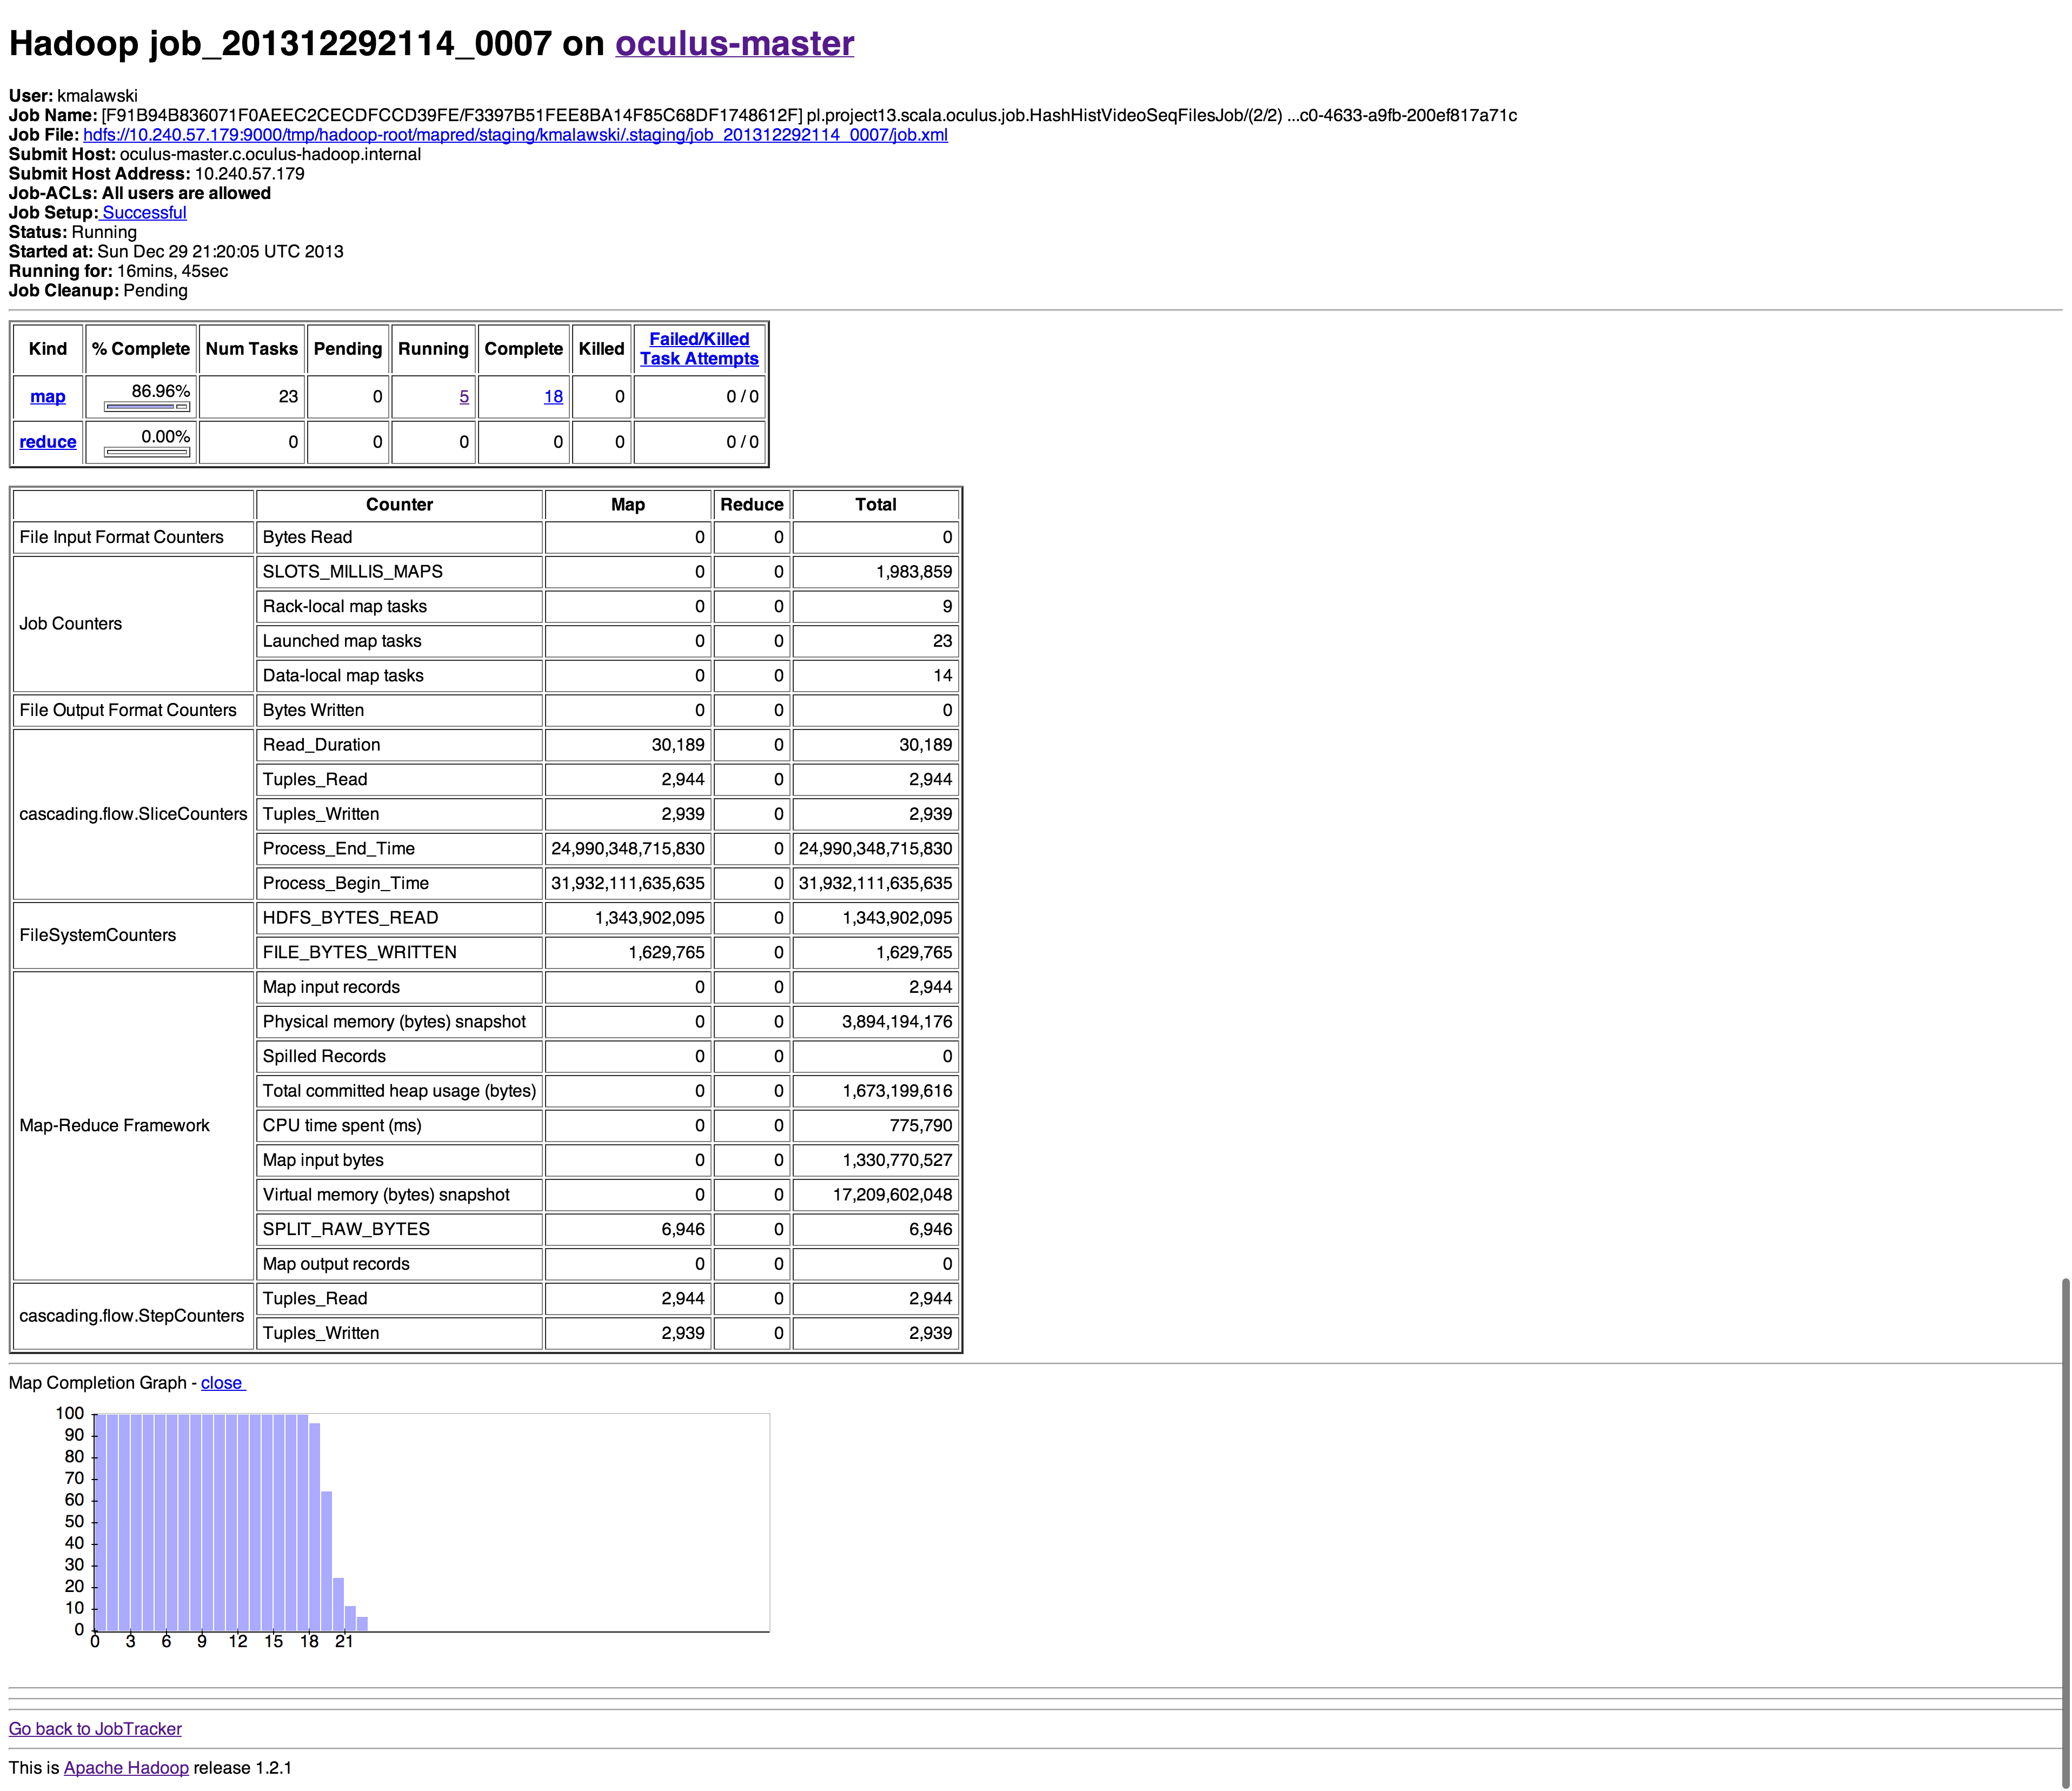 Hadoop job_201312292114_0007 on oculus-master
User: kmalawski
Job Name: [F91B94B836071F0AEEC2CECDFCCD39FE/F3397B51FEE8BA14F85C68DF1748612F] pl.project13.scala.oculus.job.HashHistVideoSeqFilesJob/(2/2) ...c0-4633-a9fb-200ef817a71c
Job File: hdfs://10.240.57.179:9000/tmp/hadoop-root/mapred/staging/kmalawski/.staging/job_201312292114_0007/job.xml
Submit Host: oculus-master.c.oculus-hadoop.internal
Submit Host Address: 10.240.57.179
Job-ACLs: All users are allowed
Job Setup: Successful
Status: Running
Started at: Sun Dec 29 21:20:05 UTC 2013
Running for: 16mins, 45sec
Job Cleanup: Pending
Kind % Complete Num Tasks Pending Running Complete Killed Failed/Killed Task Attempts
map 86.96% 23 0 5 18 0 0 / 0
reduce 0.00% 0 0 0 0 0 0 / 0
Counter Map Reduce Total
File Input Format Counters Bytes Read 0 0 0
Job Counters SLOTS_MILLIS_MAPS 0 0 1,983,859
Rack-local map tasks 0 0 9
Launched map tasks 0 0 23
Data-local map tasks 0 0 14
File Output Format Counters Bytes Written 0 0 0
cascading.flow.SliceCounters Read_Duration 30,189 0 30,189
Tuples_Read 2,944 0 2,944
Tuples_Written 2,939 0 2,939
Process_End_Time 24,990,348,715,830 0 24,990,348,715,830
Process_Begin_Time 31,932,111,635,635 0 31,932,111,635,635
FileSystemCounters HDFS_BYTES_READ 1,343,902,095 0 1,343,902,095
FILE_BYTES_WRITTEN 1,629,765 0 1,629,765
Map-Reduce Framework Map input records 0 0 2,944
Physical memory (bytes) snapshot 0 0 3,894,194,176
Spilled Records 0 0 0
Total committed heap usage (bytes) 0 0 1,673,199,616
CPU time spent (ms) 0 0 775,790
Map input bytes 0 0 1,330,770,527
Virtual memory (bytes) snapshot 0 0 17,209,602,048
SPLIT_RAW_BYTES 6,946 0 6,946
Map output records 0 0 0
cascading.flow.StepCounters Tuples_Read 2,944 0 2,944
Tuples_Written 2,939 0 2,939
Map Completion Graph - close
100
90
80
70
60
50
40
30
20
10
0
0 3 6 9 12 15 18 21
Go back to JobTracker
This is Apache Hadoop release 1.2.1